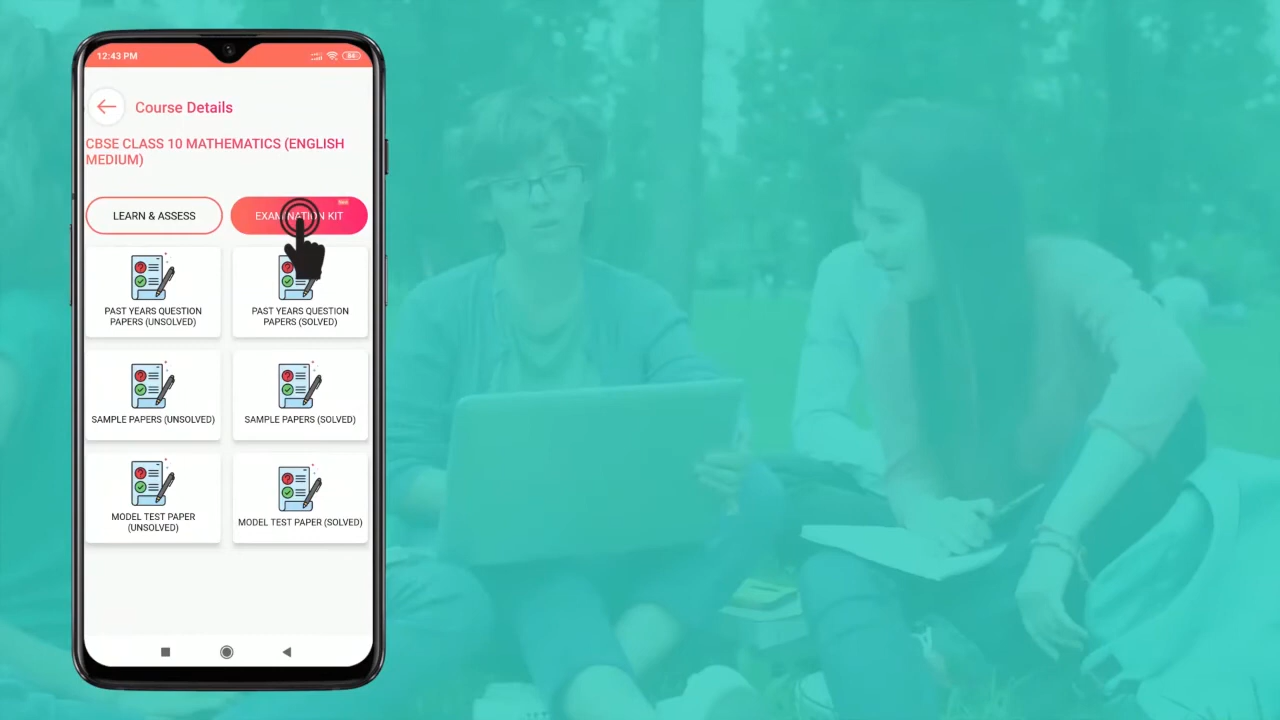 12:43 PM
84
Course Details
CBSE CLASS 10 MATHEMATICS (ENGLISH
MEDIUM)
LEARN & ASSESS
EXAMINATION KIT
PAST YEARS QUESTION
PAPERS (UNSOLVED)
PAST YEARS QUESTION
PAPERS (SOLVED)
SAMPLE PAPERS (UNSOLVED)
SAMPLE PAPERS (SOLVED)
MODEL TEST PAPER
(UNSOLVED)
MODEL TEST PAPER (SOLVED)